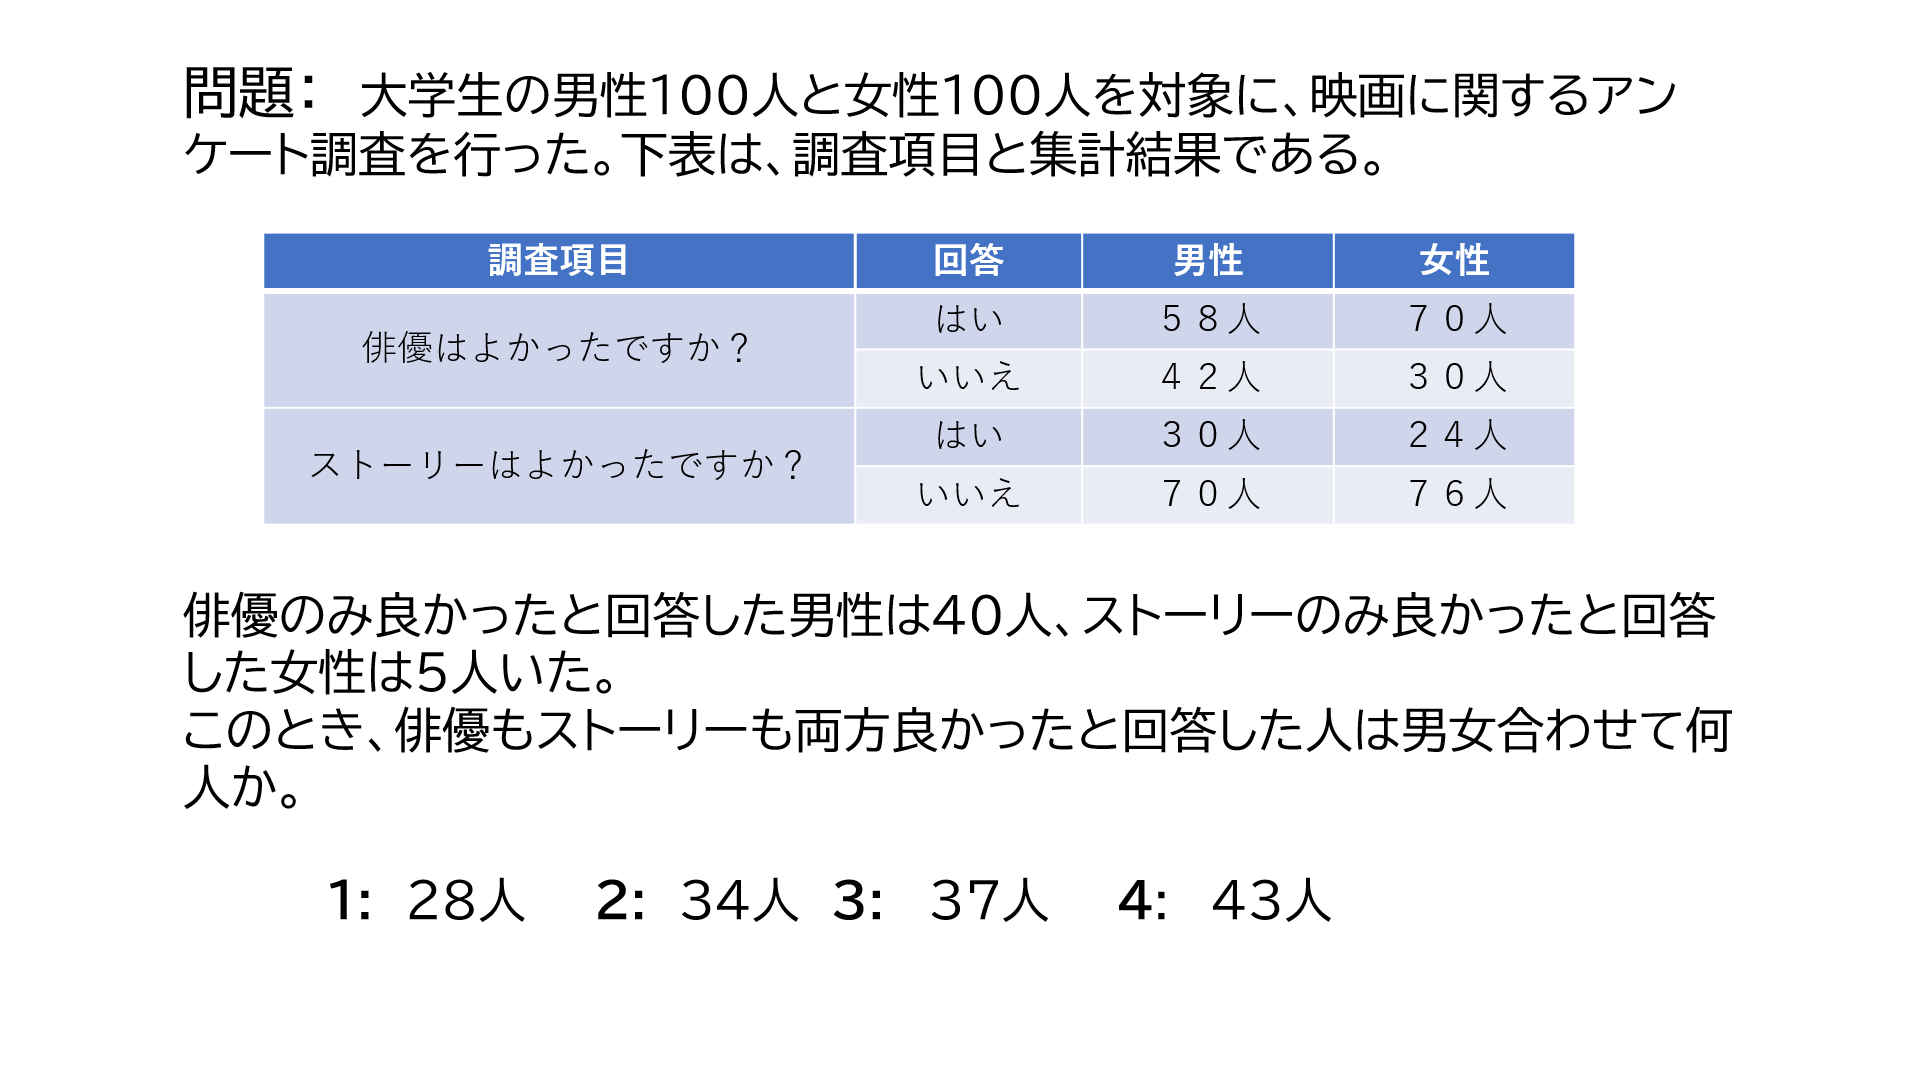 問題： 大学生の男性100人と女性100人を対象に、映画に関するアン
ケート調査を行った。下表は、調査項目と集計結果である。
調査項目 回答 男性 女性
俳優はよかったですか？ はい ５８人 ７０人
いいえ ４２人 ３０人
ストーリーはよかったですか？ はい ３０人 ２４人
いいえ ７０人 ７６人
俳優のみ良かったと回答した男性は40人、ストーリーのみ良かったと回答
した女性は5人いた。
このとき、俳優もストーリーも両方良かったと回答した人は男女合わせて何
人か。
1: 28人 2: 34人 3: 37人 4: 43人